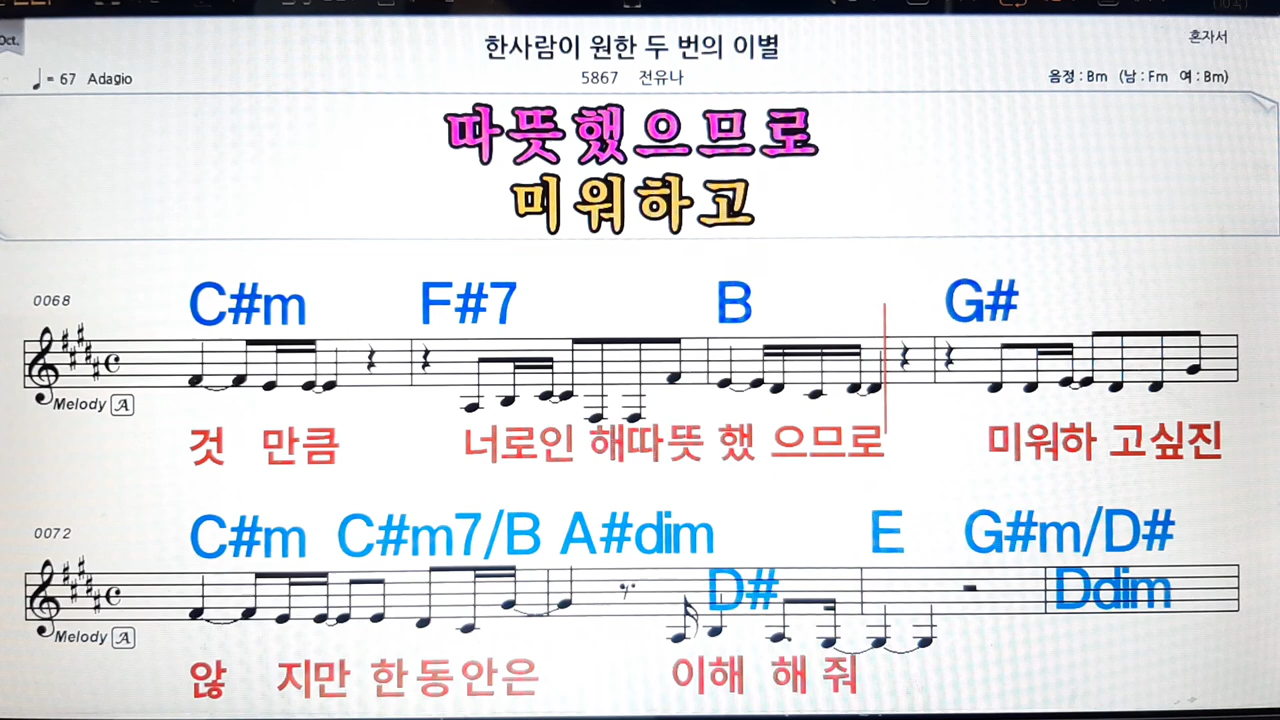 Oct.
한사람이 원한 두 번의 이별
혼자서
♩ = 67 Adagio
5867 전유나
음정 : Bm (남 : Fm 여 : Bm)
따뜻했으므로
미워하고
0068
C#m F#7 B G#
Melody A
것 만큼 너로인 해따뜻 했 으므로 미워하 고싶진
0072
C#m C#m7/B A#dim E G#m/D#
D# Ddim
Melody A
않 지만 한동안은 이해 해 줘